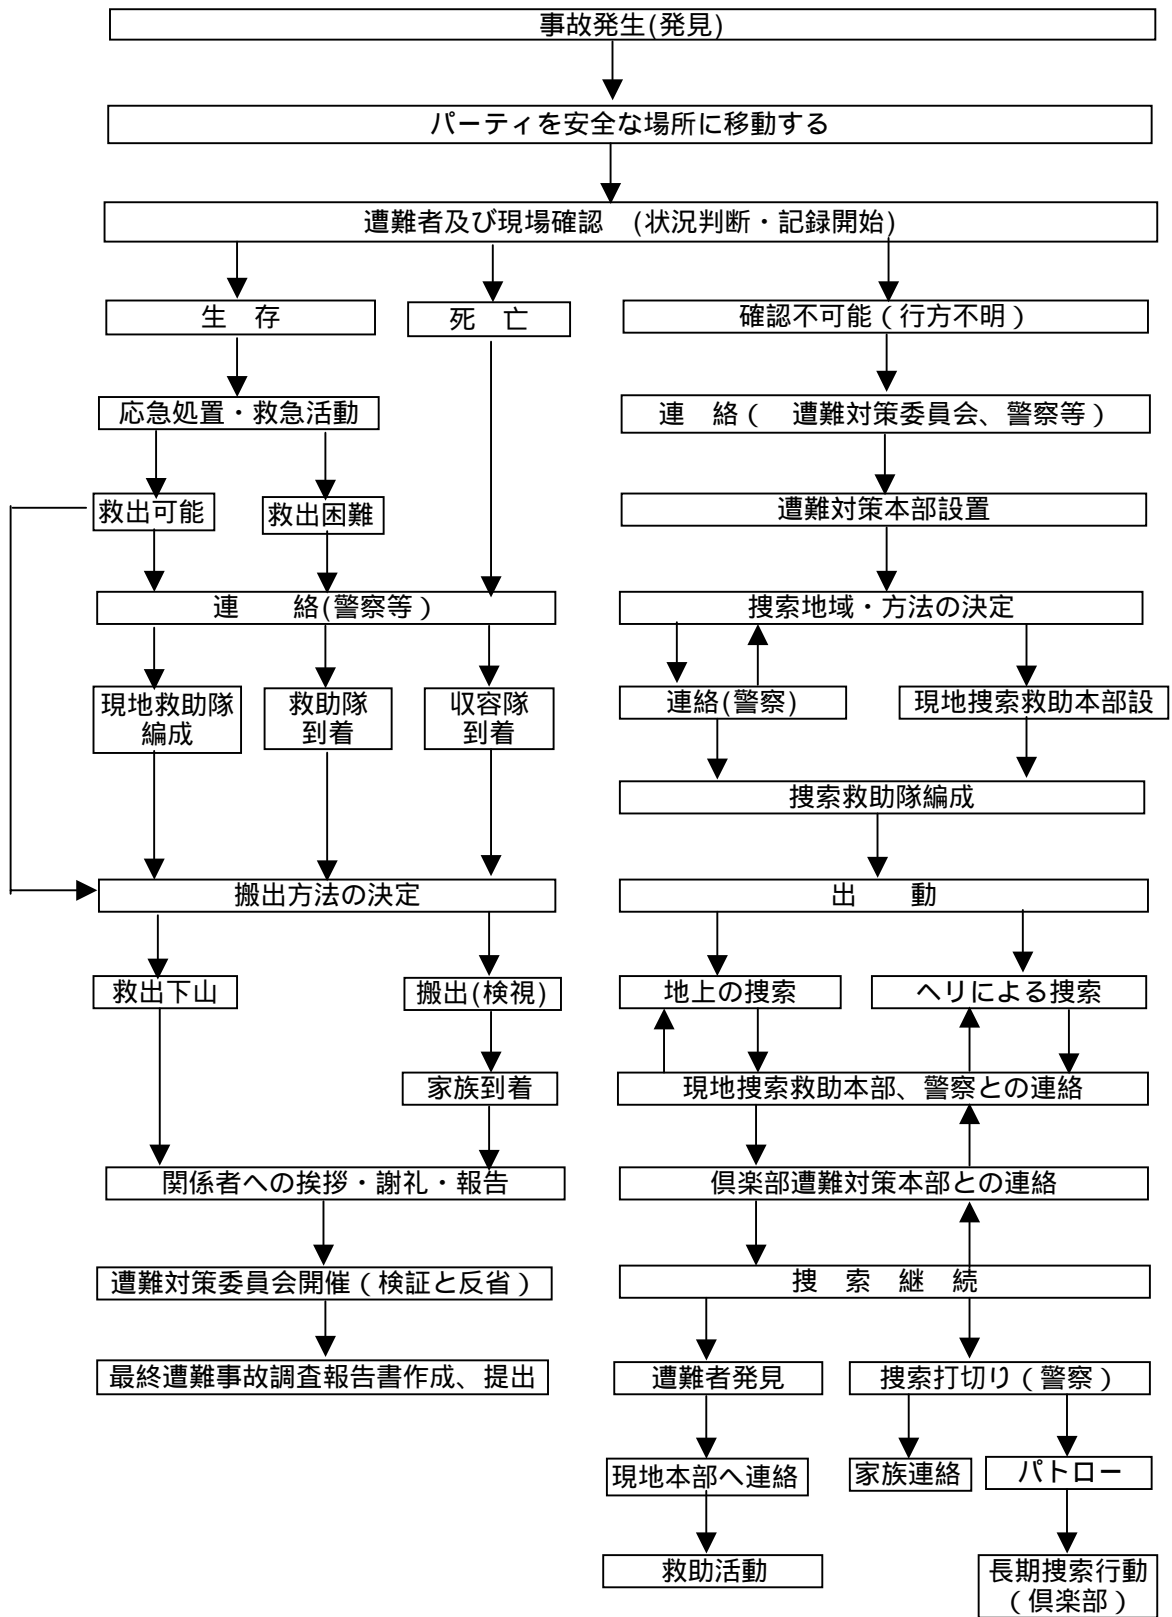 事故発生(発見)
パーティを安全な場所に移動する
遭難者及び現場確認　(状況判断・記録開始)
生　存
死　亡
確認不可能(行方不明)
応急処置・救急活動
連　絡(　遭難対策委員会、警察等)
救出可能
救出困難
遭難対策本部設置
連　　絡(警察等)
捜索地域・方法の決定
現地救助隊
編成
救助隊
到着
収容隊
到着
連絡(警察)
現地捜索救助本部設
捜索救助隊編成
搬出方法の決定
出　　動
救出下山
搬出(検視)
地上の捜索
ヘリによる捜索
家族到着
現地捜索救助本部、警察との連絡
関係者への挨拶・謝礼・報告
倶楽部遭難対策本部との連絡
遭難対策委員会開催(検証と反省)
捜　索　継　続
最終遭難事故調査報告書作成、提出
遭難者発見
捜索打切り(警察)
現地本部へ連絡
家族連絡
パトロー
救助活動
長期捜索行動
(倶楽部)